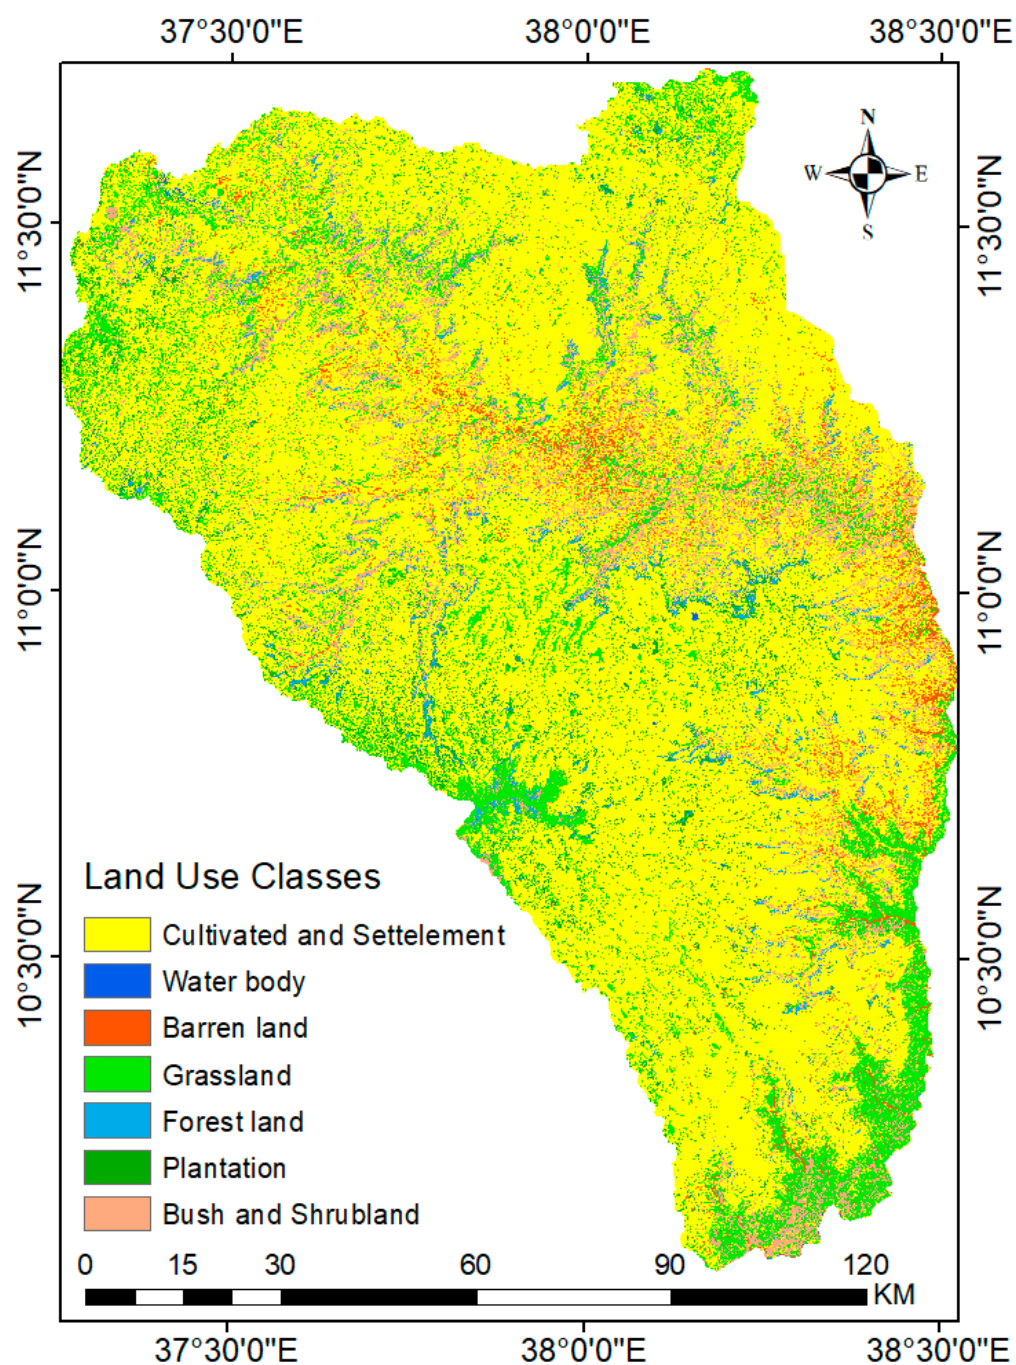 37°30'0"E 38°0'0"E 38°30'0"E
N
W E
S
11°30'0"N 11°30'0"N
11°0'0"N 11°0'0"N
10°30'0"N 10°30'0"N
Land Use Classes
Cultivated and Settelement
Water body
Barren land
Grassland
Forest land
Plantation
Bush and Shrubland
0 15 30 60 90 120
KM
37°30'0"E 38°0'0"E 38°30'0"E